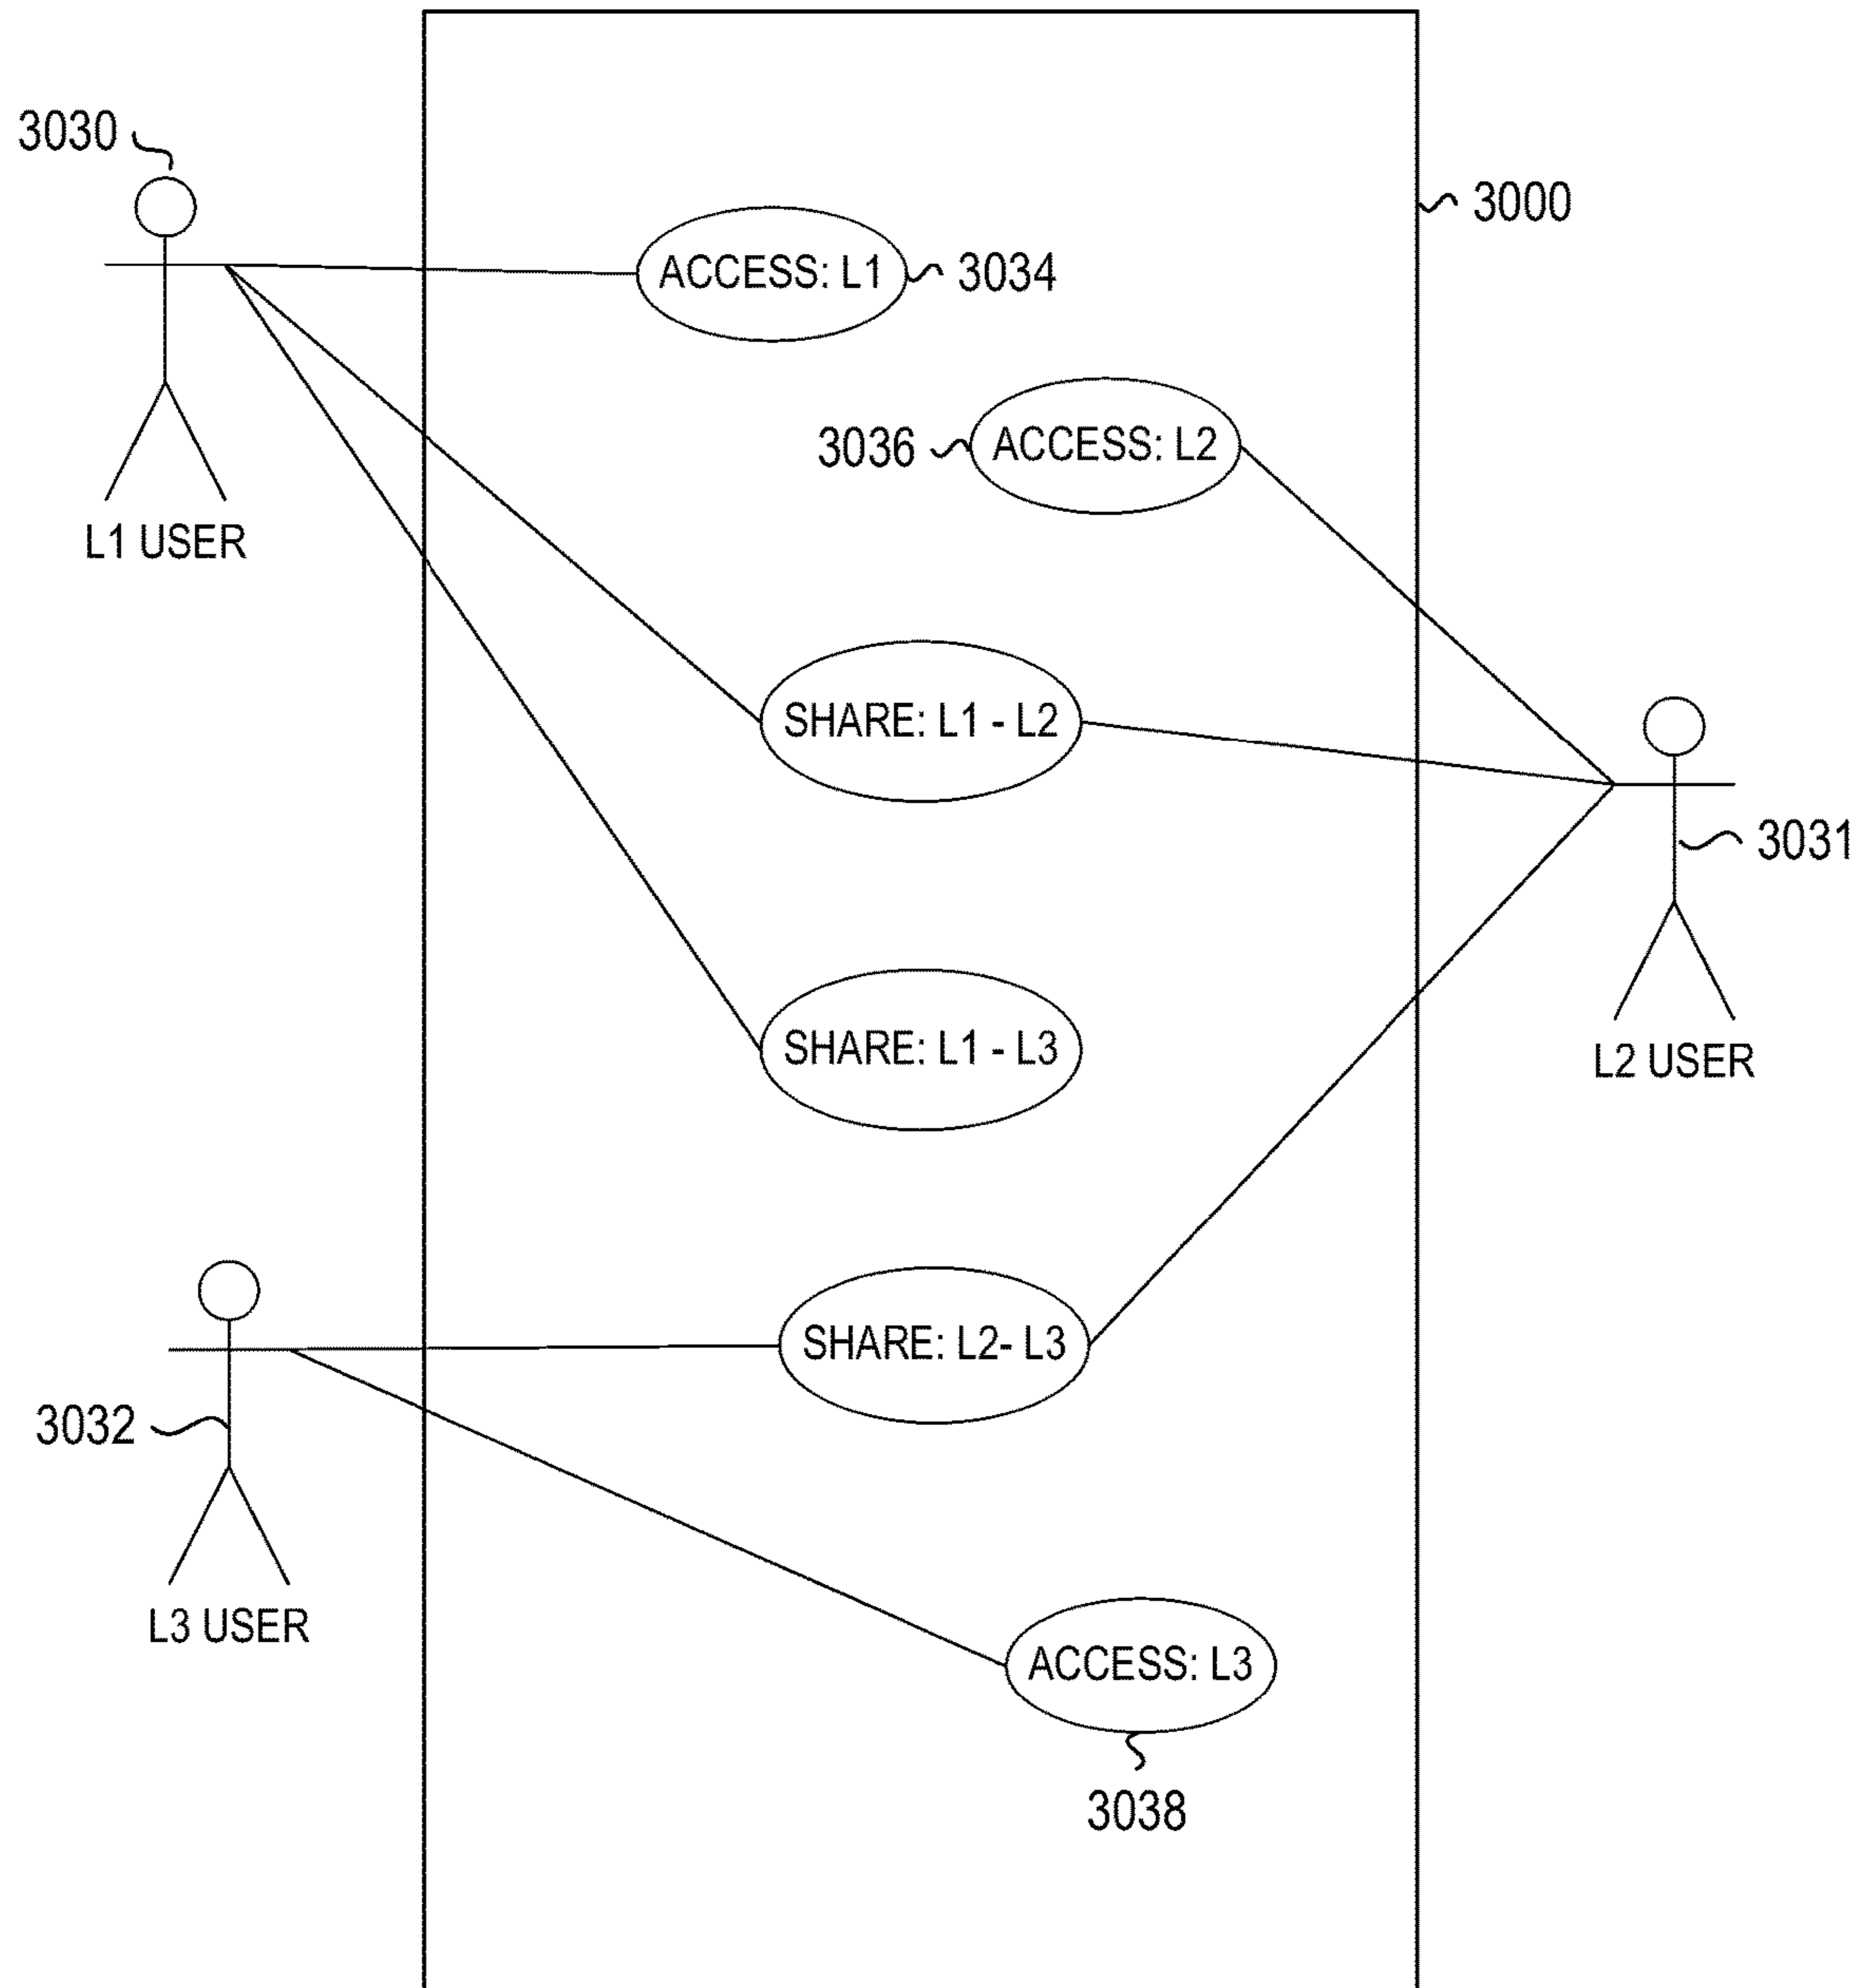 3030
3000
ACCESS: L1
3034
3036
ACCESS: L2
L1 USER
SHARE: L1 - L2
3031
SHARE: L1 - L3
L2 USER
SHARE: L2- L3
3032
L3 USER
ACCESS: L3
3038